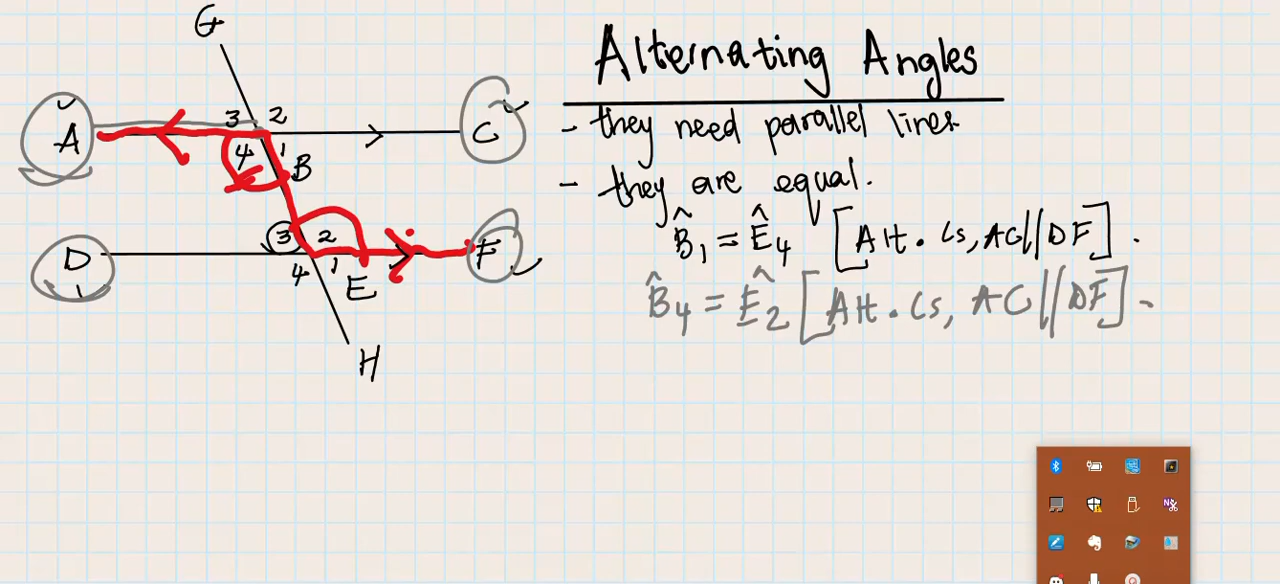 G
Alternating Angles
A 3 2 C
4 1 B
- they need parallel lines
- they are equal.
B̂1 = Ê4 [Alt. ∠s, AC//DF].
D 3 2 F
4 1 E
B̂4 = Ê2 [Alt. ∠s, AC//DF].
H